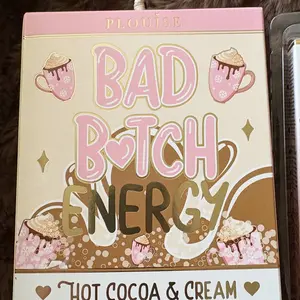 PLOUISE
BAD
B♡TCH
ENERGY
♥ HOT COCOA & CREAM ♥